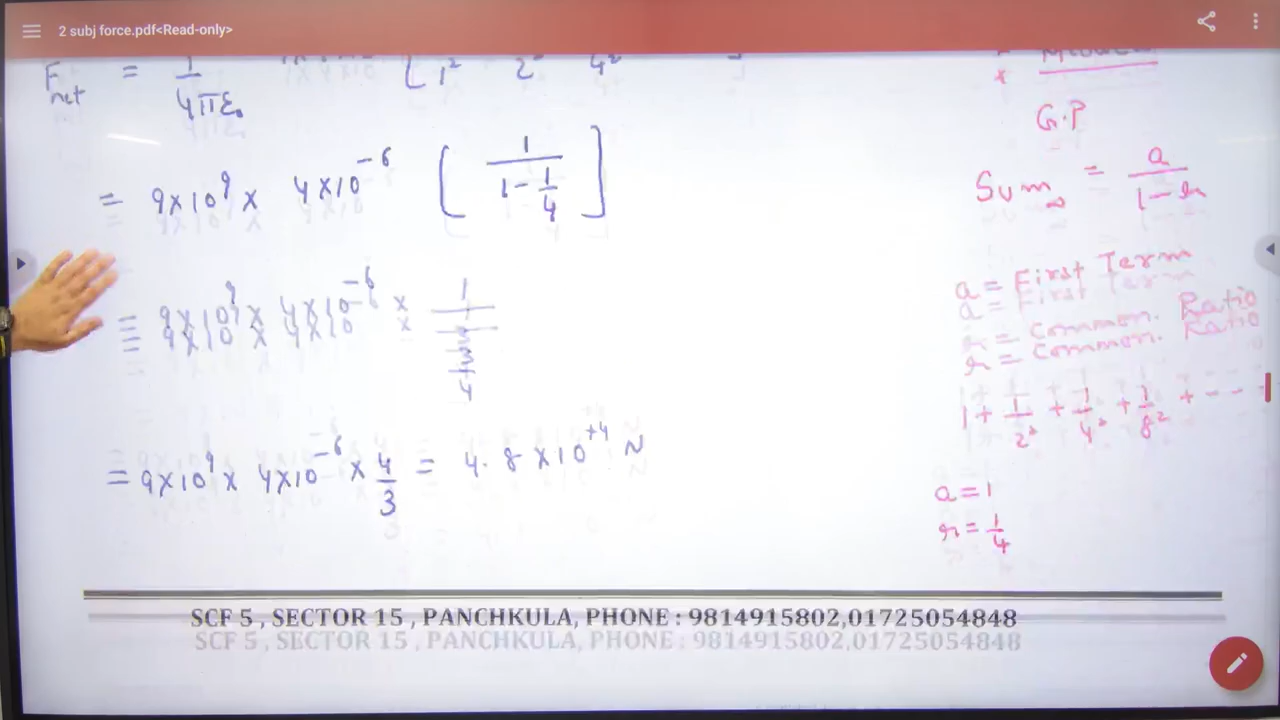 2 subj force.pdf<Read-only>
F net = 1/4πε₀ [ 1² 2² 4² ]
= 9×10⁹ × 4×10⁻⁶ [ 1/(1 - 1/4) ]
= 9×10⁹ × 4×10⁻⁶ × 1/(3/4)
= 9×10⁹ × 4×10⁻⁶ × 4/3 = 4.8×10⁺⁴ N
G.P
Sum∞ = a/(1-r)
a = First Term
r = Common. Ratio
1 + 1/2² + 1/4² + 1/8² + - - -
a = 1
r = 1/4
SCF 5 , SECTOR 15 , PANCHKULA, PHONE : 9814915802,01725054848